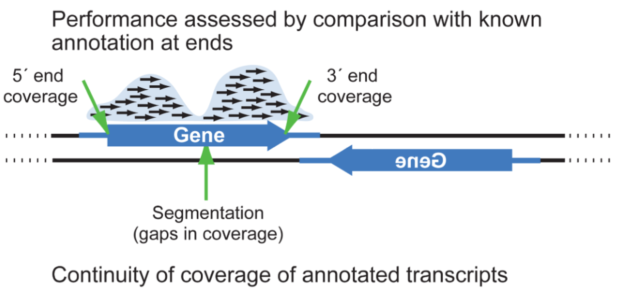 Performance assessed by comparison with known
annotation at ends
5´ end
coverage
3´ end
coverage
Gene
Gene
Segmentation
(gaps in coverage)
Continuity of coverage of annotated transcripts